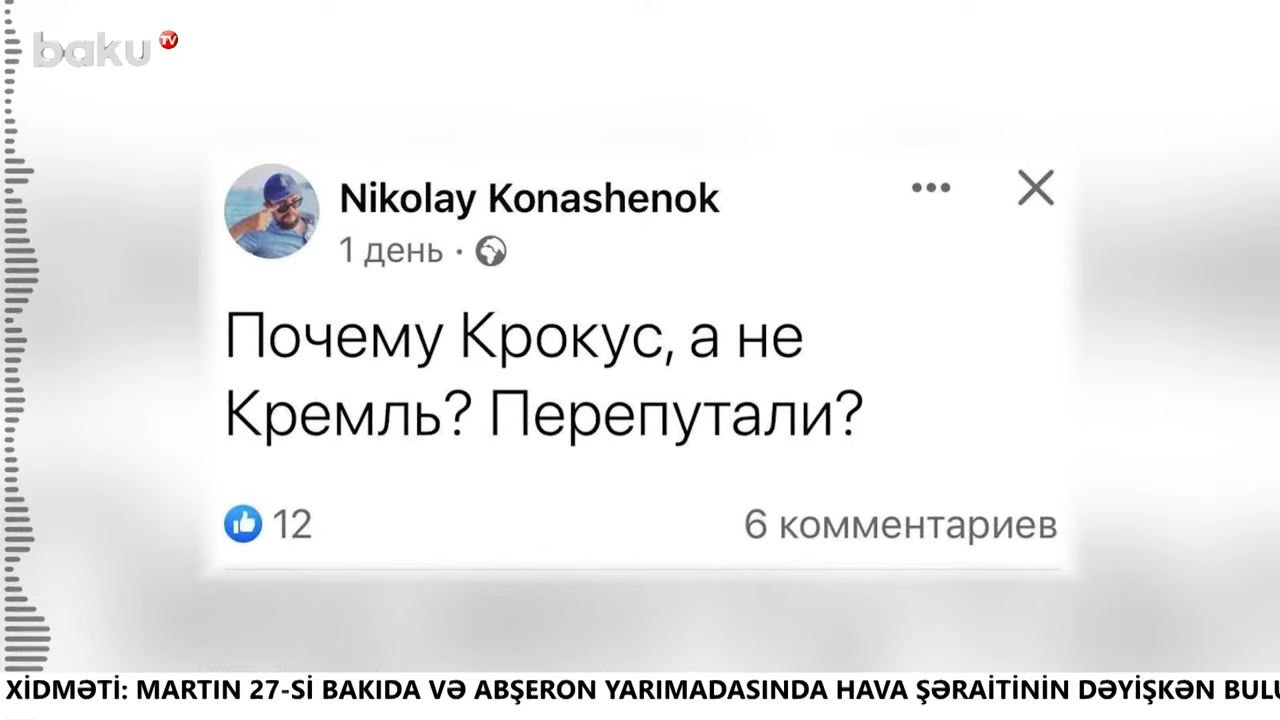 baku TV
Nikolay Konashenok
1 день ·
Почему Крокус, а не
Кремль? Перепутали?
12
6 комментариев
XİDMƏTİ: MARTIN 27-Sİ BAKIDA VƏ ABŞERON YARIMADASINDA HAVA ŞƏRAİTİNİN DƏYİŞKƏN